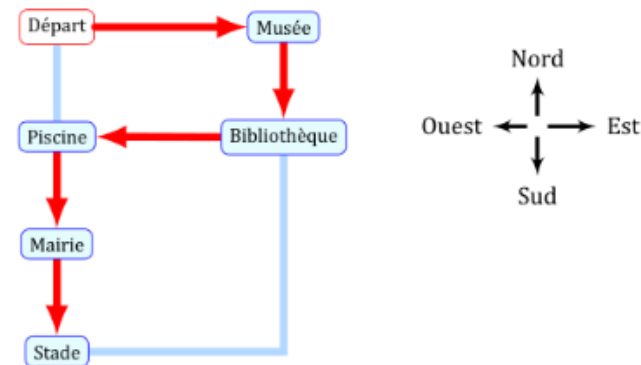 Départ
Musée
Nord
Piscine
Bibliothèque
Ouest
Est
Sud
Mairie
Stade